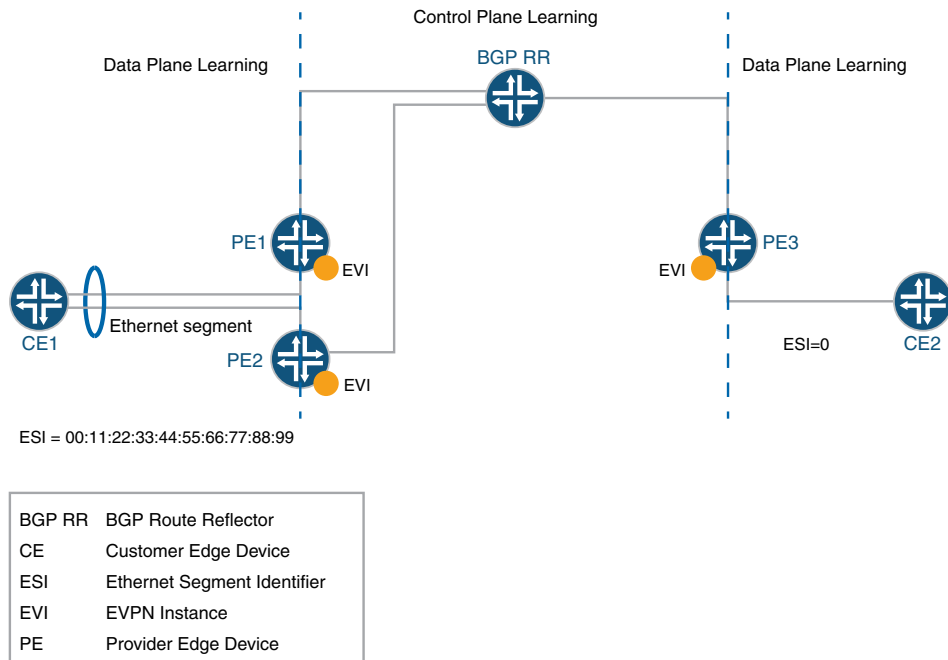 Control Plane Learning
Data Plane Learning
BGP RR
Data Plane Learning
PE1
EVI
PE3
EVI
Ethernet segment
CE1
PE2
EVI
ESI=0
CE2
ESI = 00:11:22:33:44:55:66:77:88:99
BGP RR BGP Route Reflector
CE Customer Edge Device
ESI Ethernet Segment Identifier
EVI EVPN Instance
PE Provider Edge Device